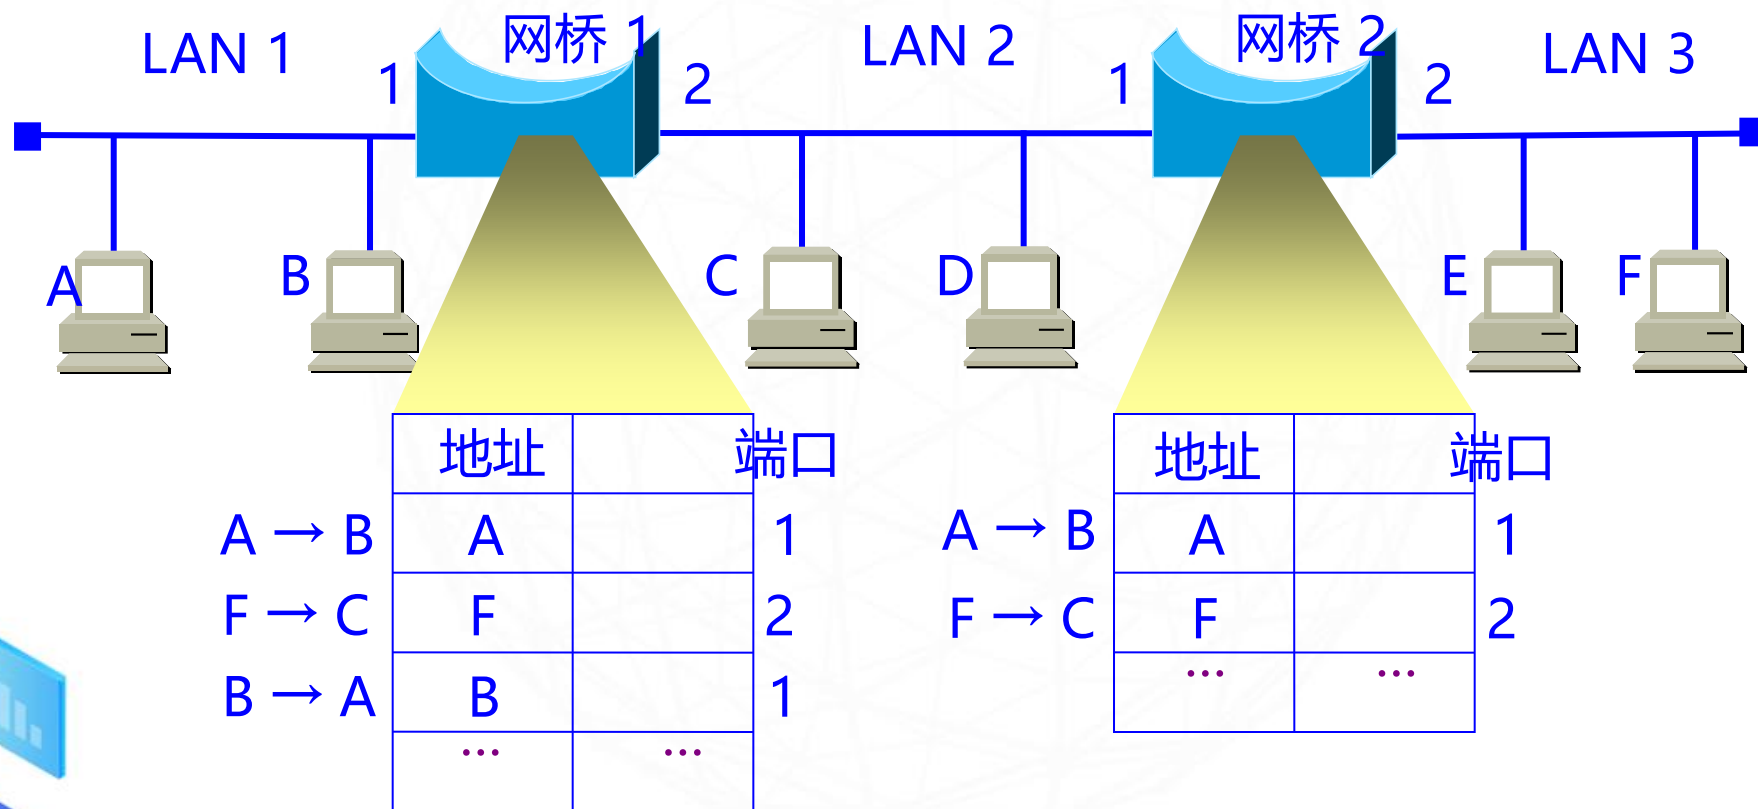 LAN 1
网桥 1
LAN 2
网桥 2
LAN 3
1
2
1
2
A
B
C
D
E
F
地址 端口
A → B A 1
F → C F 2
B → A B 1
... ...
地址 端口
A → B A 1
F → C F 2
... ...